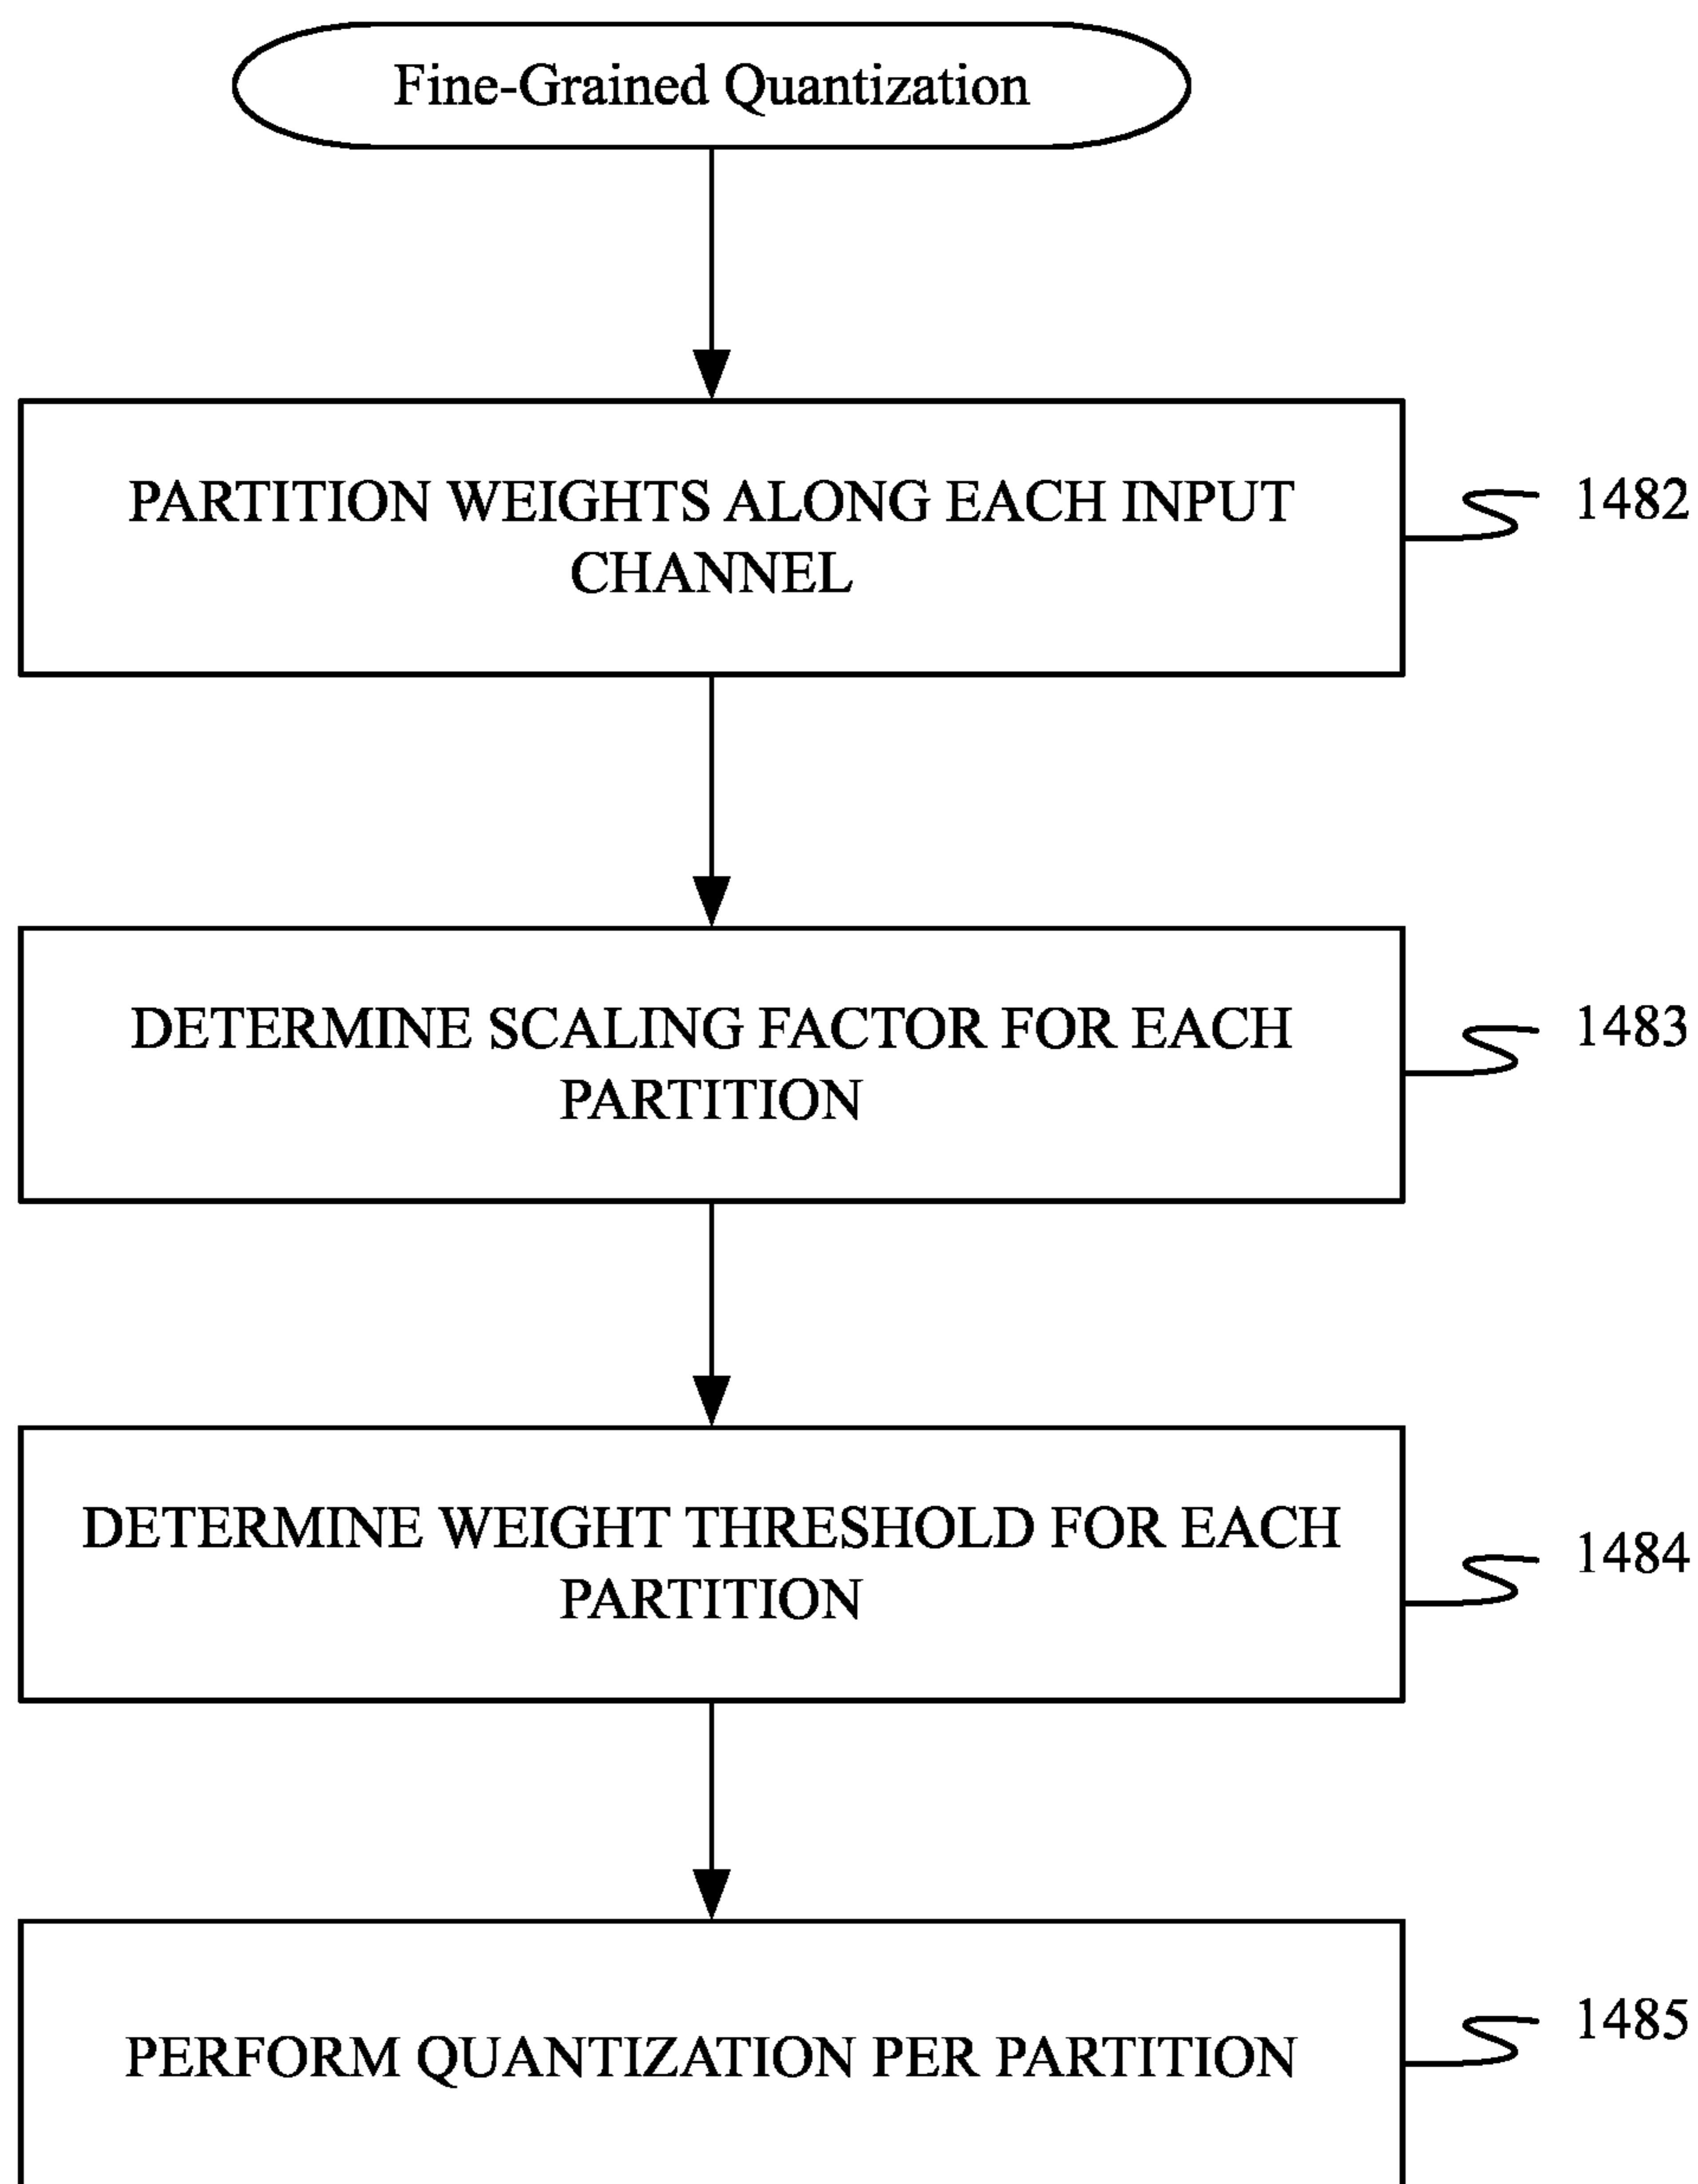 Fine-Grained Quantization
PARTITION WEIGHTS ALONG EACH INPUT
CHANNEL
1482
DETERMINE SCALING FACTOR FOR EACH
PARTITION
1483
DETERMINE WEIGHT THRESHOLD FOR EACH
PARTITION
1484
PERFORM QUANTIZATION PER PARTITION
1485